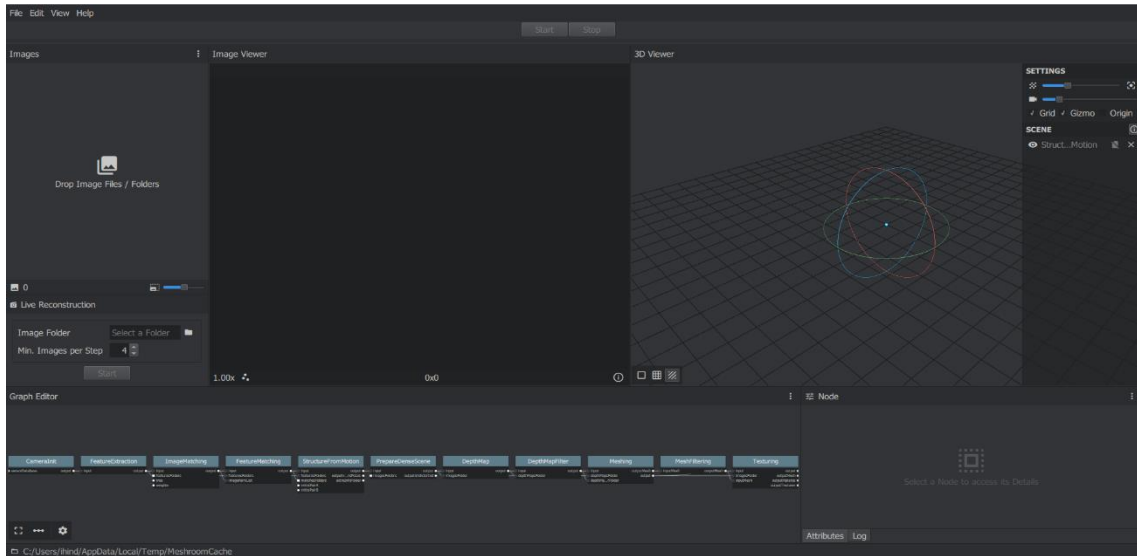 File Edit View Help
Start Stop
Images
Image Viewer
3D Viewer
SETTINGS
Grid Gizmo Origin
SCENE
Struct...Motion
Drop Image Files / Folders
0
Live Reconstruction
Image Folder Select a Folder
Min. Images per Step 4
Start
1.00x 0x0
Graph Editor
Node
CameraInit FeatureExtraction ImageMatching FeatureMatching StructureFromMotion PrepareDenseScene DepthMap DepthMapFilter Meshing MeshFiltering Texturing
Select a Node to access its Details
Attributes Log
C:/Users/ihind/AppData/Local/Temp/MeshroomCache